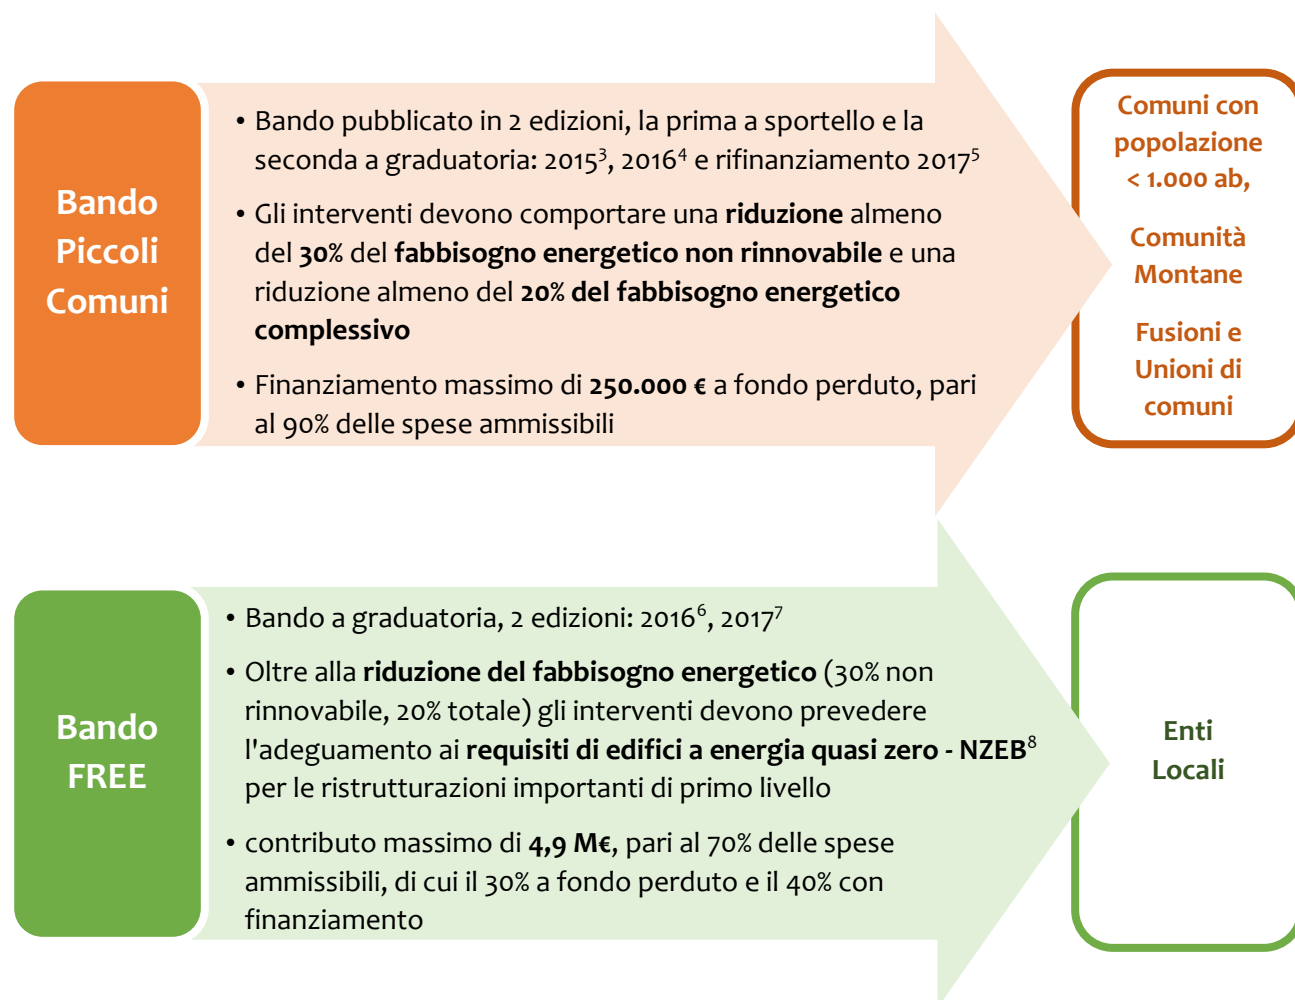 Bando
Piccoli
Comuni
• Bando pubblicato in 2 edizioni, la prima a sportello e la
seconda a graduatoria: 2015³, 2016⁴ e rifinanziamento 2017⁵
• Gli interventi devono comportare una riduzione almeno
del 30% del fabbisogno energetico non rinnovabile e una
riduzione almeno del 20% del fabbisogno energetico
complessivo
• Finanziamento massimo di 250.000 € a fondo perduto, pari
al 90% delle spese ammissibili
Comuni con
popolazione
< 1.000 ab,
Comunità
Montane
Fusioni e
Unioni di
comuni
Bando
FREE
• Bando a graduatoria, 2 edizioni: 2016⁶, 2017⁷
• Oltre alla riduzione del fabbisogno energetico (30% non
rinnovabile, 20% totale) gli interventi devono prevedere
l'adeguamento ai requisiti di edifici a energia quasi zero - NZEB⁸
per le ristrutturazioni importanti di primo livello
• contributo massimo di 4,9 M€, pari al 70% delle spese
ammissibili, di cui il 30% a fondo perduto e il 40% con
finanziamento
Enti
Locali